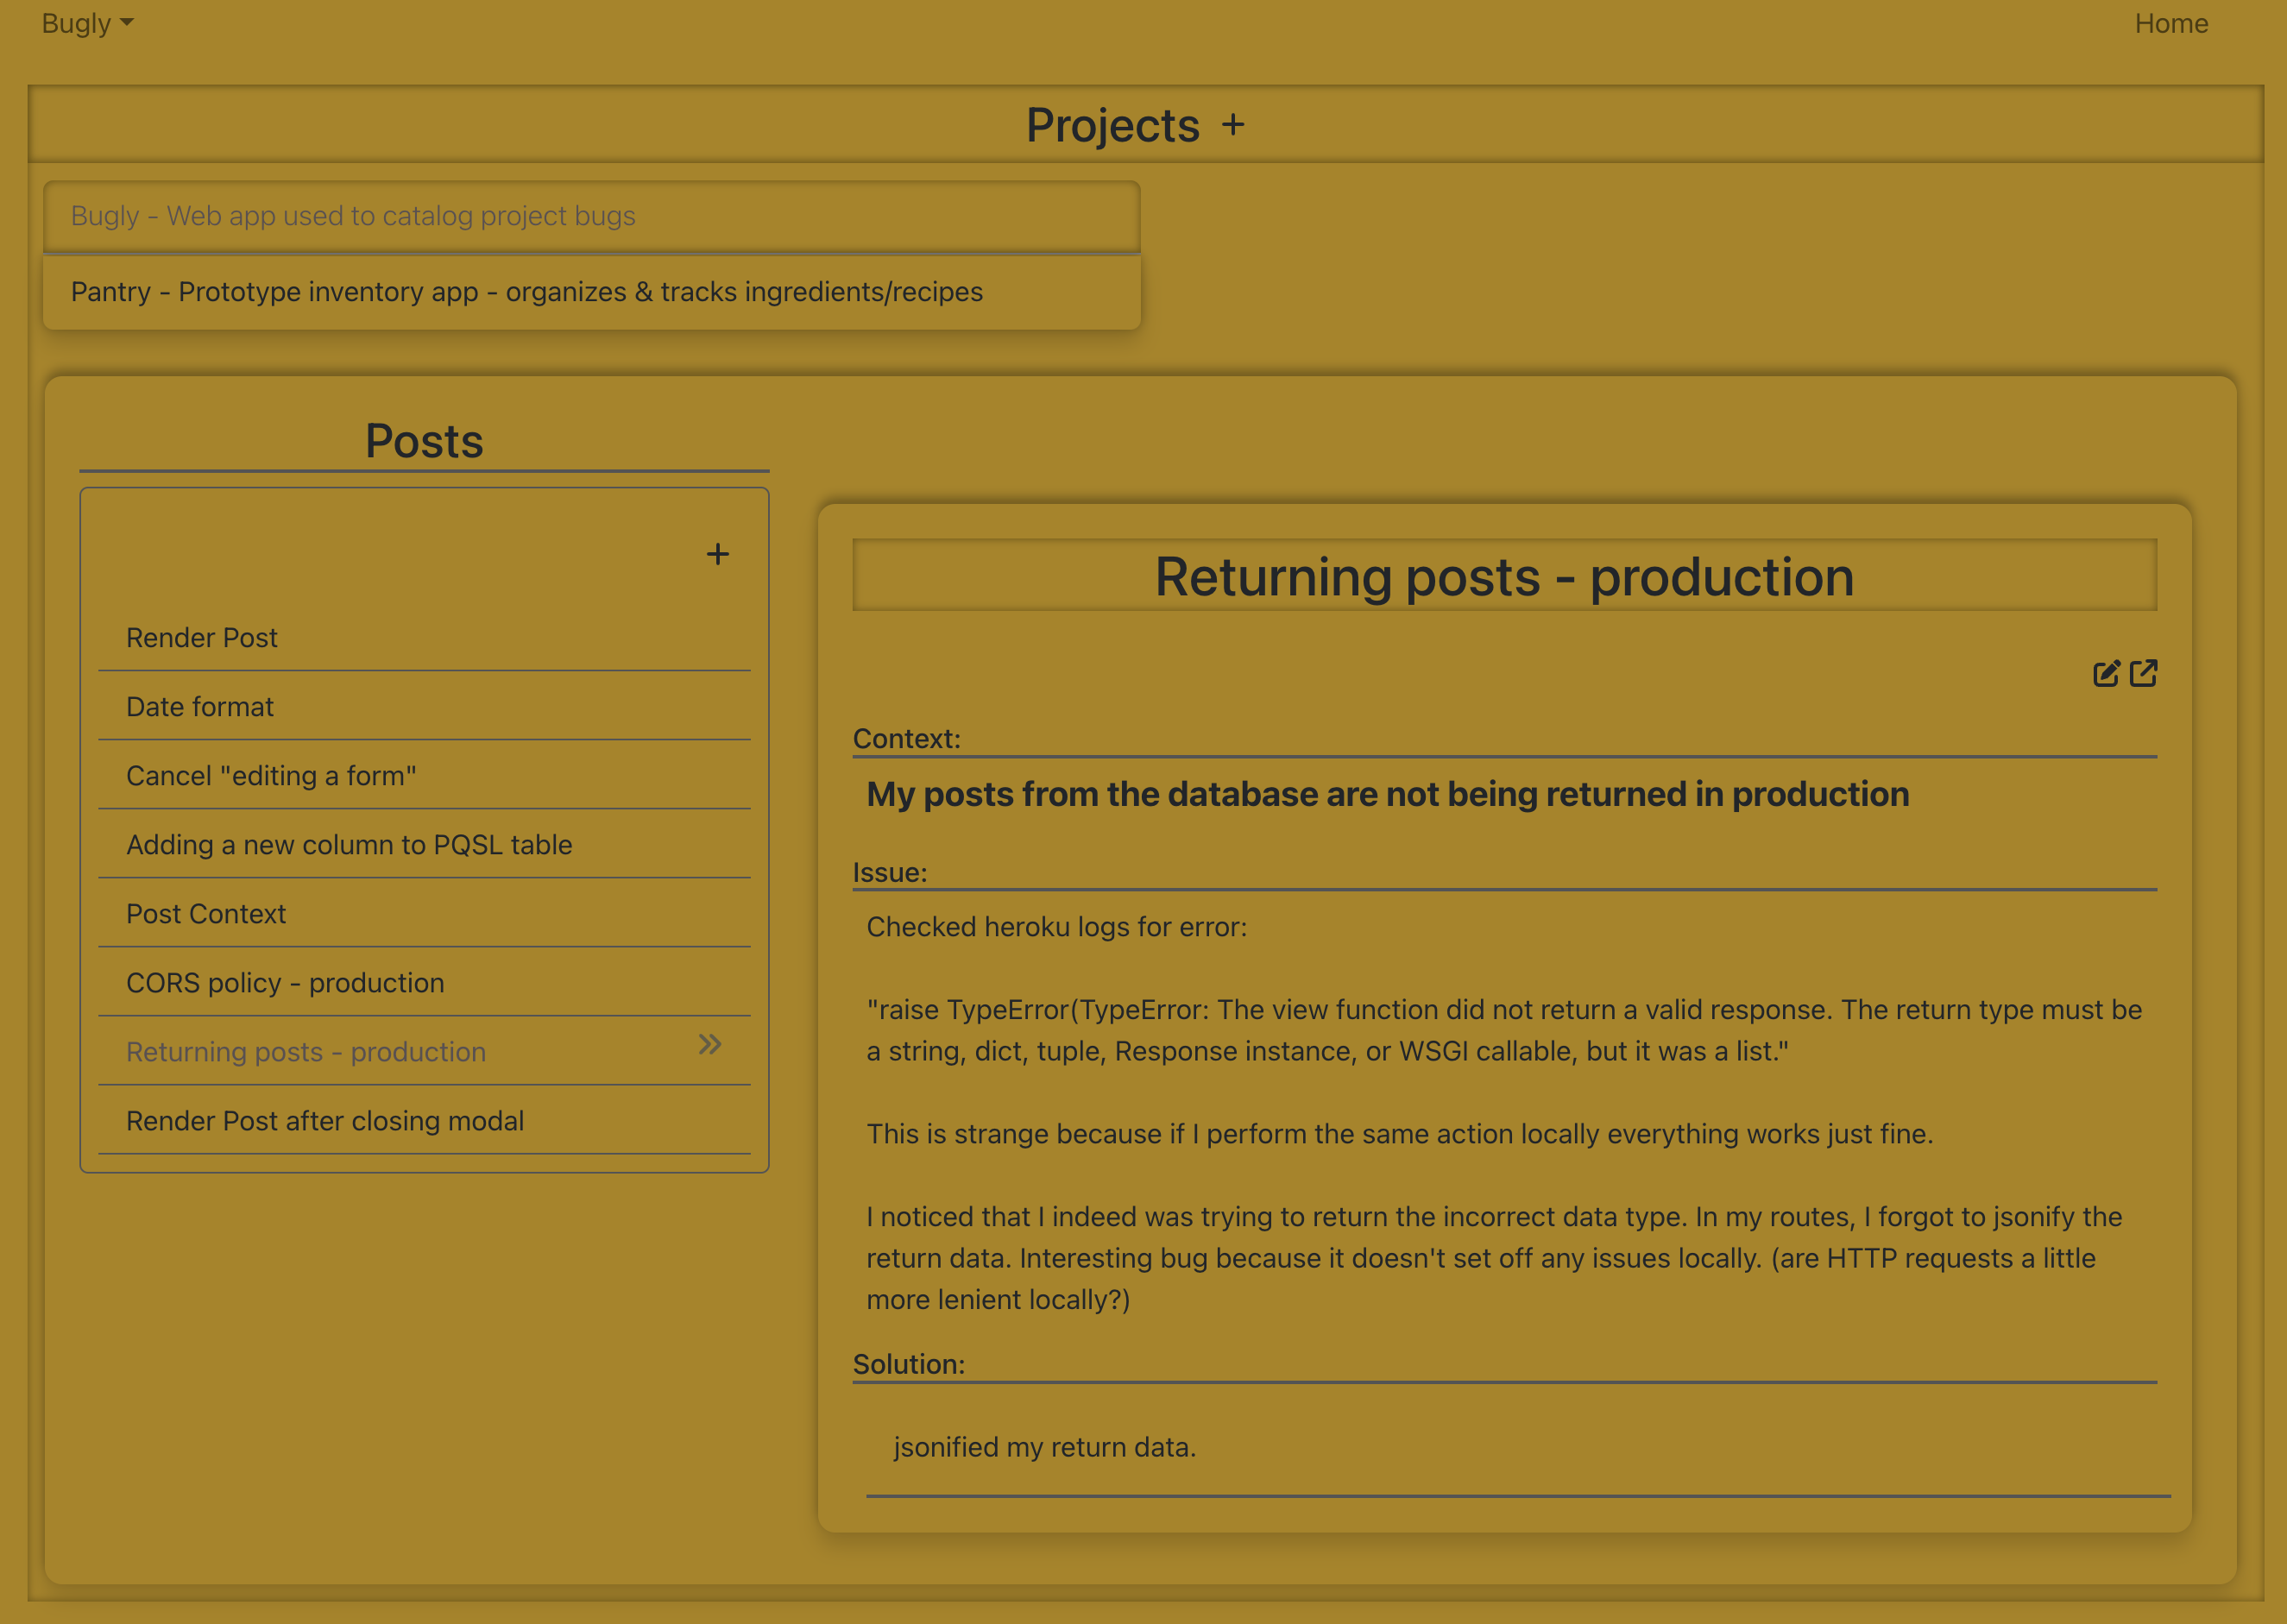 Bugly
Home
Projects +
Bugly - Web app used to catalog project bugs
Pantry - Prototype inventory app - organizes & tracks ingredients/recipes
Posts
+
Render Post
Date format
Cancel "editing a form"
Adding a new column to PQSL table
Post Context
CORS policy - production
Returning posts - production »
Render Post after closing modal
Returning posts - production
Context:
My posts from the database are not being returned in production
Issue:
Checked heroku logs for error:
"raise TypeError(TypeError: The view function did not return a valid response. The return type must be
a string, dict, tuple, Response instance, or WSGI callable, but it was a list."
This is strange because if I perform the same action locally everything works just fine.
I noticed that I indeed was trying to return the incorrect data type. In my routes, I forgot to jsonify the
return data. Interesting bug because it doesn't set off any issues locally. (are HTTP requests a little
more lenient locally?)
Solution:
jsonified my return data.